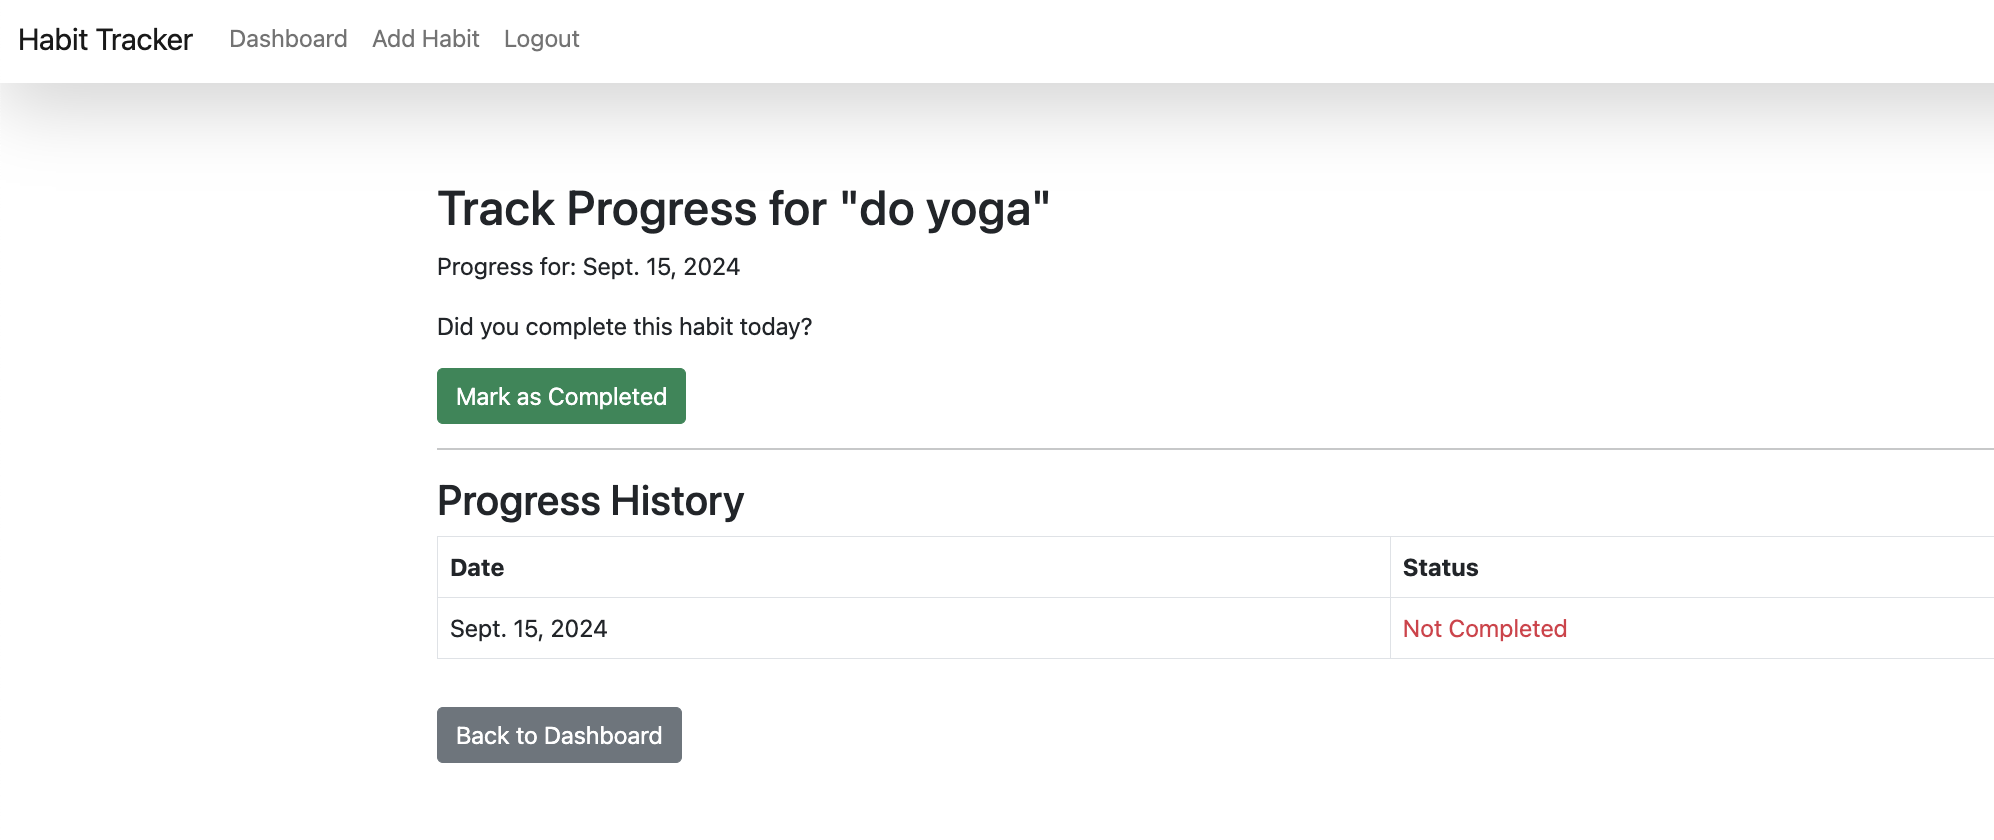 Habit Tracker Dashboard Add Habit Logout
Track Progress for "do yoga"
Progress for: Sept. 15, 2024
Did you complete this habit today?
Mark as Completed
Progress History
Date Status
Sept. 15, 2024 Not Completed
Back to Dashboard